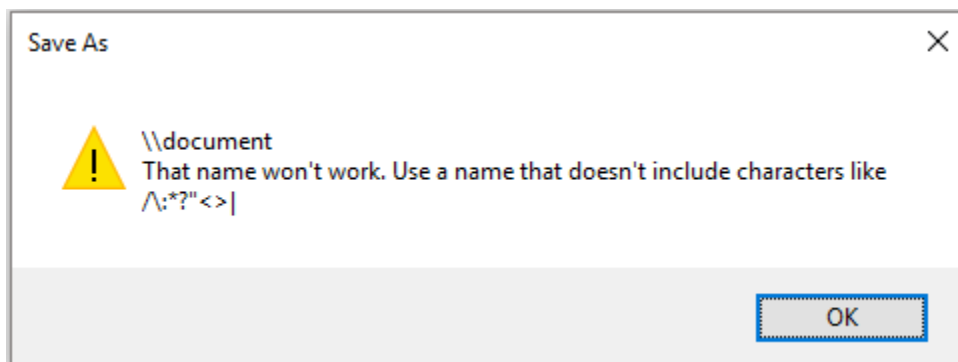 Save As
\\document
That name won't work. Use a name that doesn't include characters like
/\:*?"<>|
OK